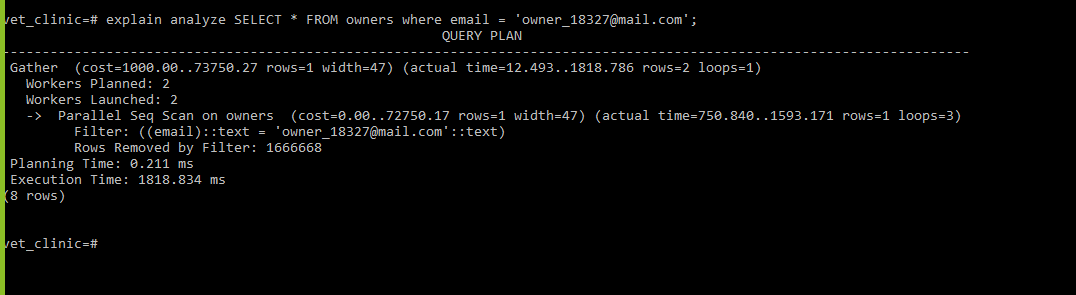 vet_clinic=# explain analyze SELECT * FROM owners where email = 'owner_18327@mail.com';
QUERY PLAN
-------------------------------------------------------------------------------------------------------------------------
Gather  (cost=1000.00..73750.27 rows=1 width=47) (actual time=12.493..1818.786 rows=2 loops=1)
Workers Planned: 2
Workers Launched: 2
->  Parallel Seq Scan on owners  (cost=0.00..72750.17 rows=1 width=47) (actual time=750.840..1593.171 rows=1 loops=3)
Filter: ((email)::text = 'owner_18327@mail.com'::text)
Rows Removed by Filter: 1666668
Planning Time: 0.211 ms
Execution Time: 1818.834 ms
(8 rows)
vet_clinic=#